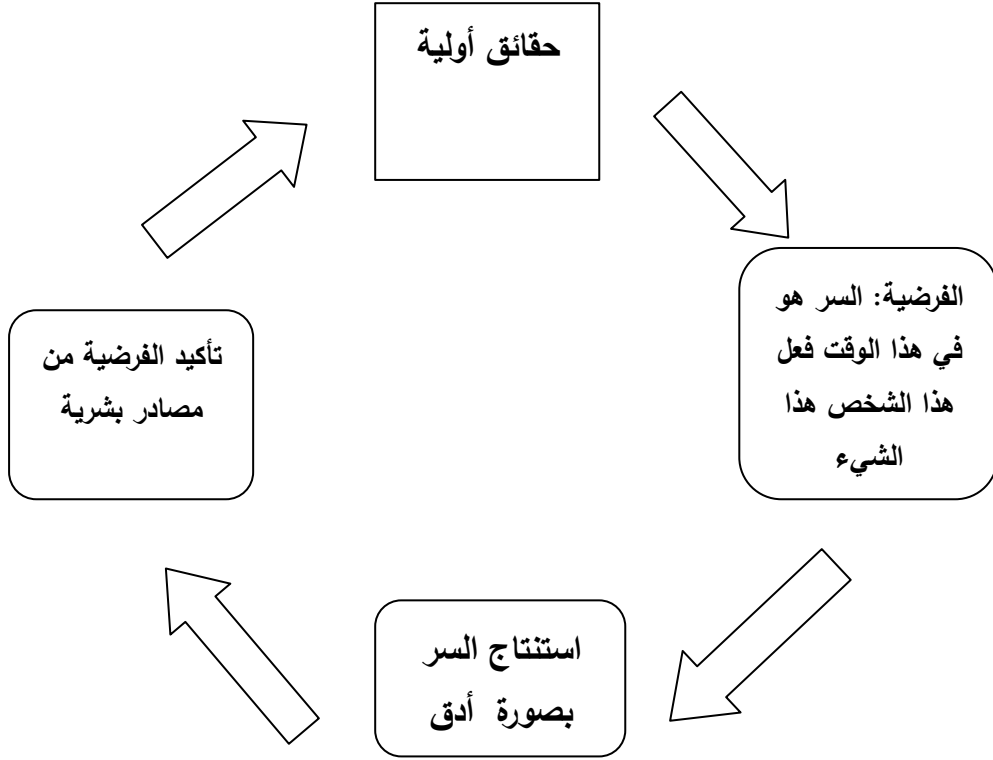 حقائق أولية
الفرضية: السر هو
في هذا الوقت فعل
هذا الشخص هذا
الشيء
استنتاج السر
بصورة أدق
تأكيد الفرضية من
مصادر بشرية